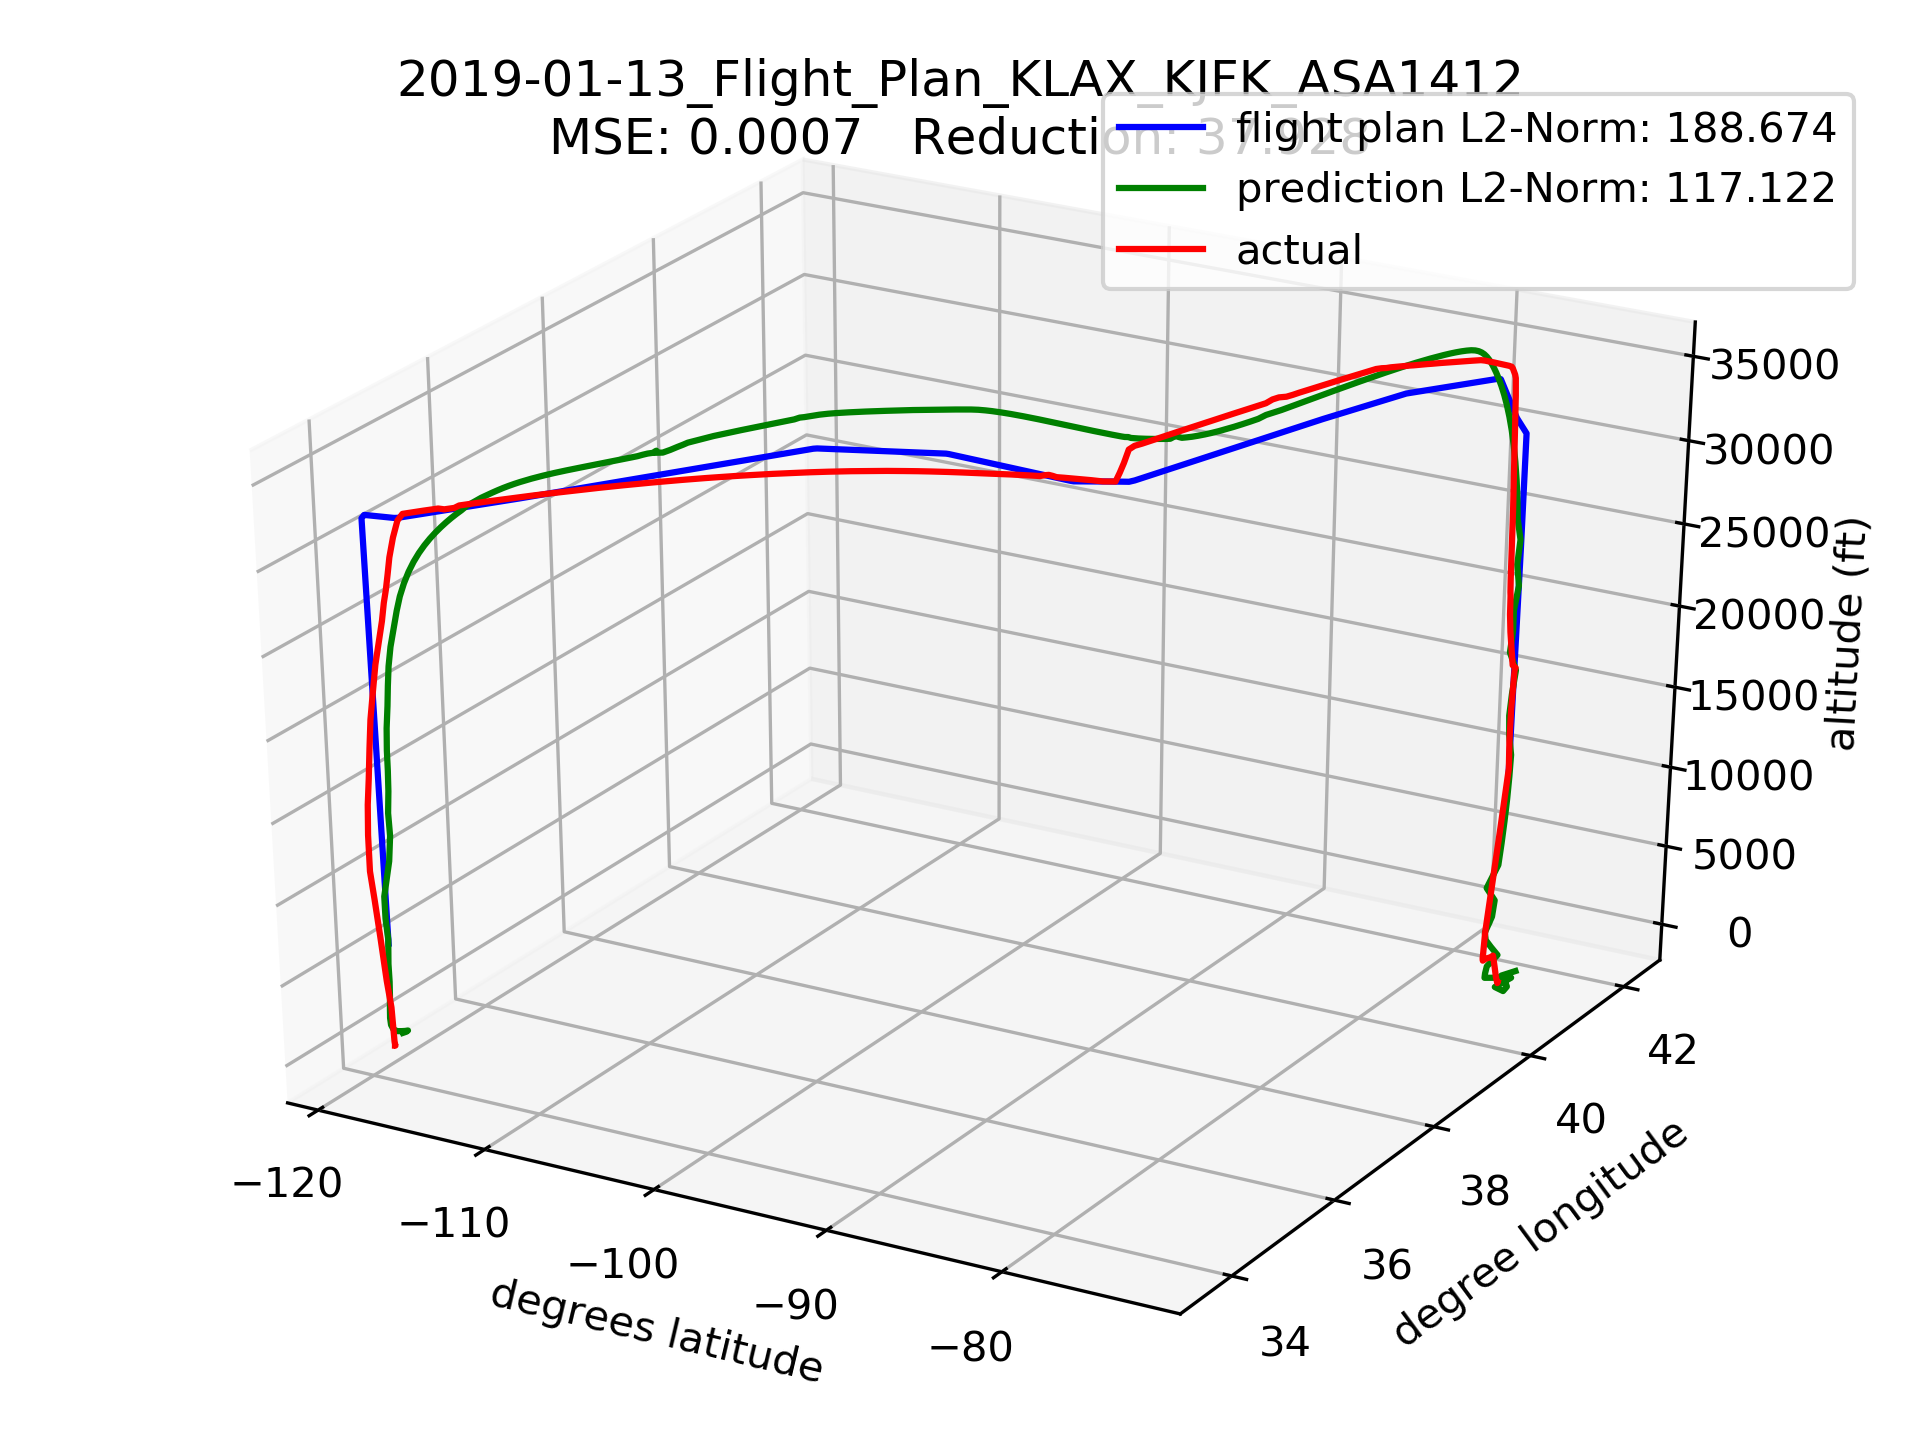 2019-01-13_Flight_Plan_KLAX_KJFK_ASA1412
MSE: 0.0007   Reduction: 37.928
flight plan L2-Norm: 188.674
prediction L2-Norm: 117.122
actual
35000
30000
25000
20000
15000
10000
5000
0
altitude (ft)
42
40
38
36
34
degree longitude
−120
−110
−100
−90
−80
degrees latitude